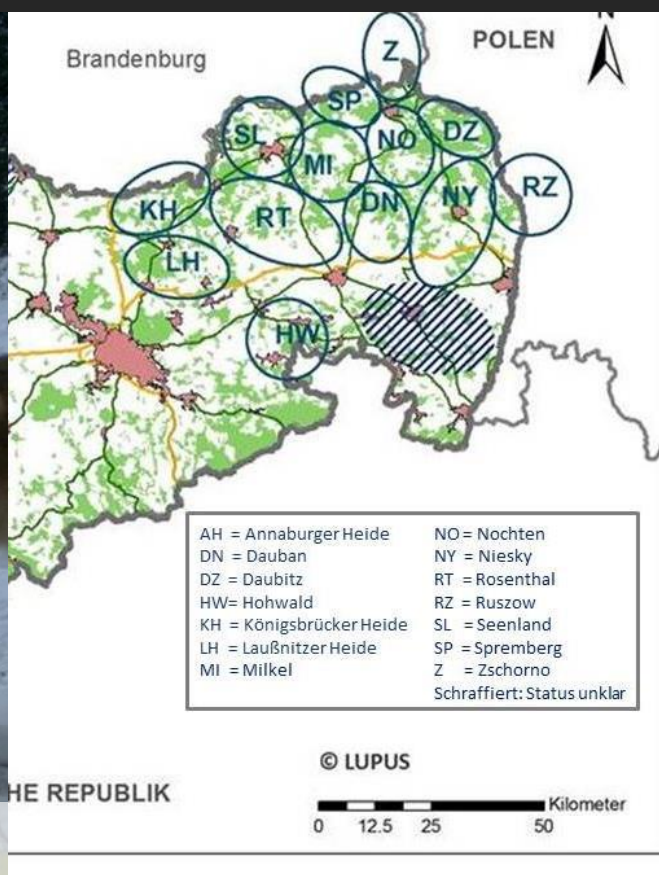 N
POLEN
Brandenburg
Z
SP
SL
NO
DZ
MI
KH
RT
DN
NY
RZ
LH
HW
AH = Annaburger Heide
DN = Dauban
DZ = Daubitz
HW= Hohwald
KH = Königsbrücker Heide
LH = Laußnitzer Heide
MI = Milkel
NO = Nochten
NY = Niesky
RT = Rosenthal
RZ = Ruszow
SL = Seenland
SP = Spremberg
Z = Zschorno
Schraffiert: Status unklar
© LUPUS
HE REPUBLIK
Kilometer
0 12.5 25 50